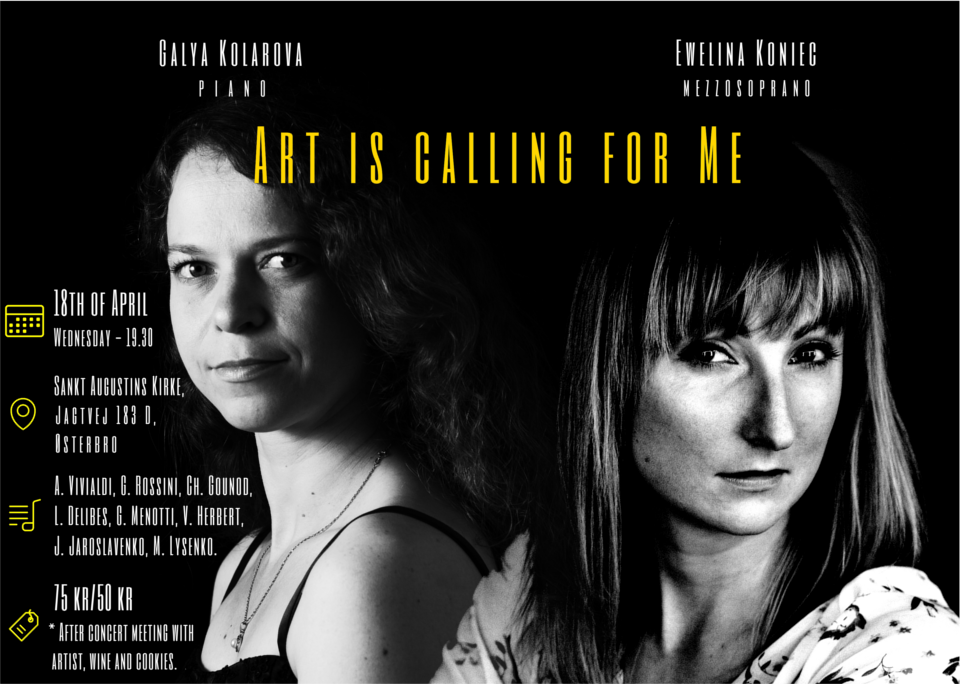 Galya Kolarova
piano
Ewelina Koniec
mezzosoprano
Art is calling for Me
18th of April
Wednesday - 19.30
Sankt Augustins Kirke,
Jagtvej 183 D,
Østerbro
A. Vivialdi, G. Rossini, Ch. Gounod,
L. Delibes, G. Menotti, V. Herbert,
J. Jaroslavenko, M. Lysenko.
75 kr/50 kr
* After concert meeting with
artist, wine and cookies.